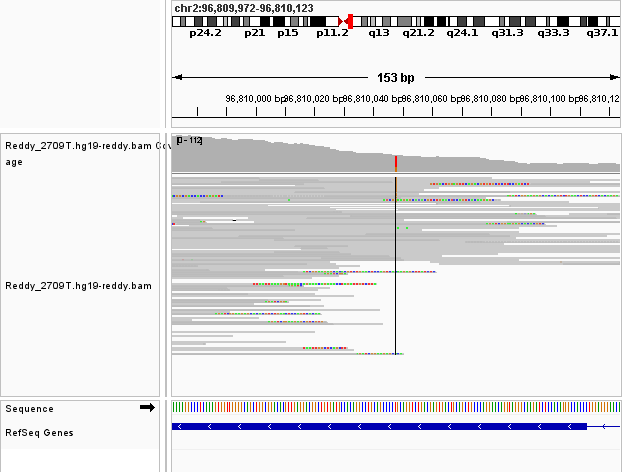 chr2:96,809,972-96,810,123
p24.2 p21 p15 p11.2 q13 q21.2 q24.1 q31.3 q33.3 q37.1
153 bp
96,810,000 bp 96,810,020 bp 96,810,040 bp 96,810,060 bp 96,810,080 bp 96,810,100 bp 96,810,12
Reddy_2709T.hg19-reddy.bam Cov
age
[0 - 112]
Reddy_2709T.hg19-reddy.bam
Sequence
RefSeq Genes